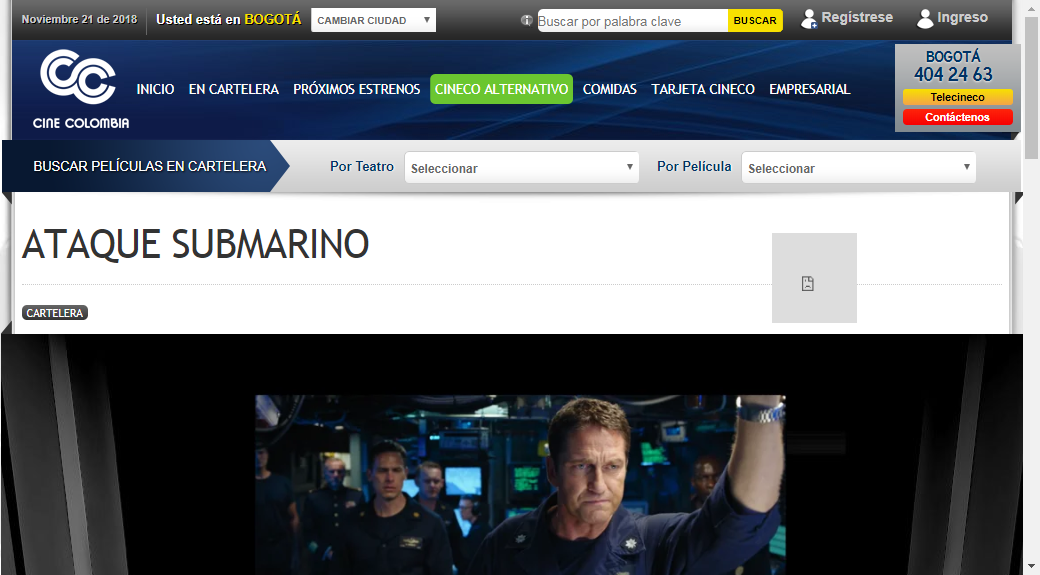 Noviembre 21 de 2018
Usted está en BOGOTÁ
CAMBIAR CIUDAD
Buscar por palabra clave
BUSCAR
Regístrese
Ingreso
CINE COLOMBIA
INICIO
EN CARTELERA
PRÓXIMOS ESTRENOS
CINECO ALTERNATIVO
COMIDAS
TARJETA CINECO
EMPRESARIAL
BOGOTÁ
404 24 63
Telecineco
Contáctenos
BUSCAR PELÍCULAS EN CARTELERA
Por Teatro
Seleccionar
Por Película
Seleccionar
ATAQUE SUBMARINO
CARTELERA